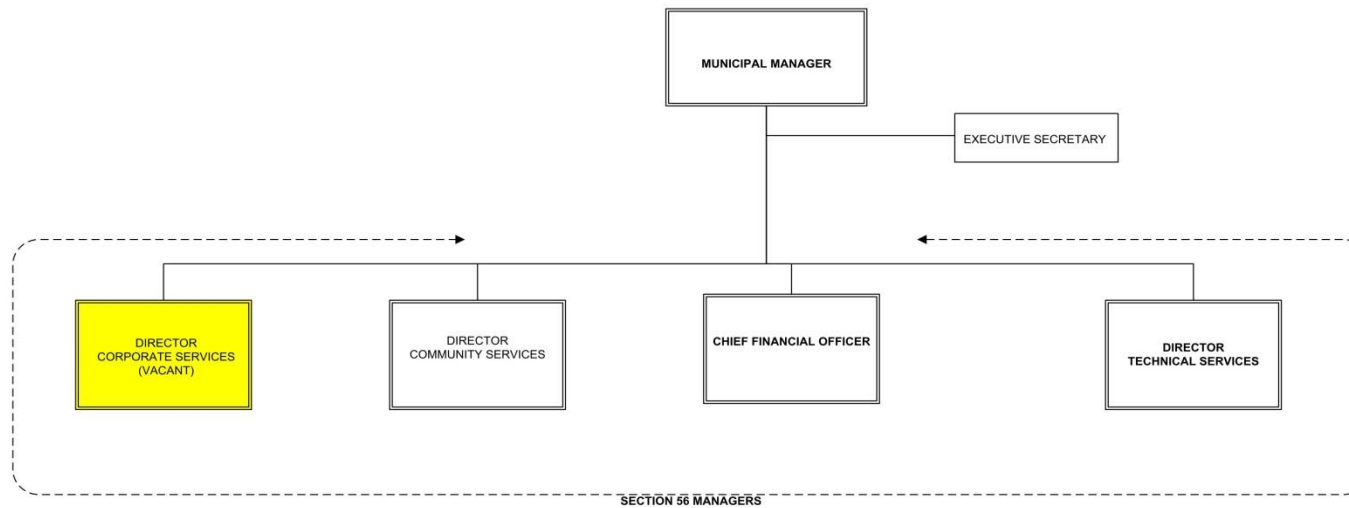 MUNICIPAL MANAGER
EXECUTIVE SECRETARY
DIRECTOR
CORPORATE SERVICES
(VACANT)
DIRECTOR
COMMUNITY SERVICES
CHIEF FINANCIAL OFFICER
DIRECTOR
TECHNICAL SERVICES
SECTION 56 MANAGERS